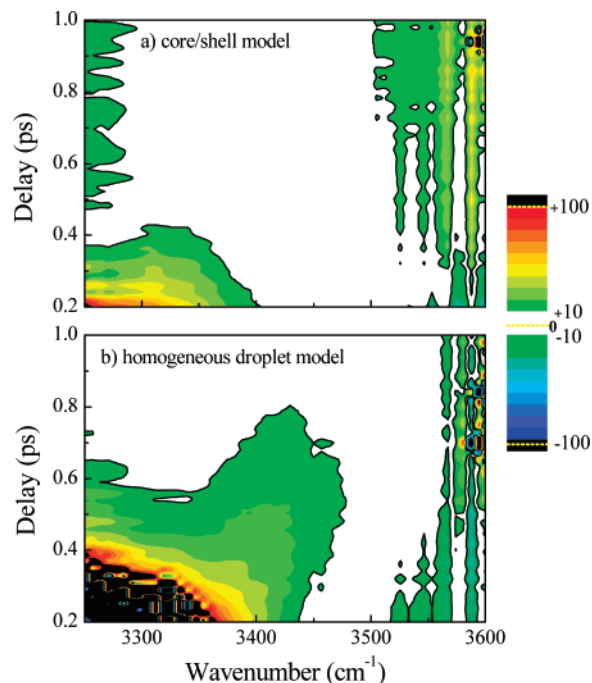 1.0
a) core/shell model
0.8
Delay (ps)
0.6
0.4
0.2
+100
+10
0
-10
-100
1.0
b) homogeneous droplet model
0.8
Delay (ps)
0.6
0.4
0.2
3300 3400 3500 3600
Wavenumber (cm⁻¹)